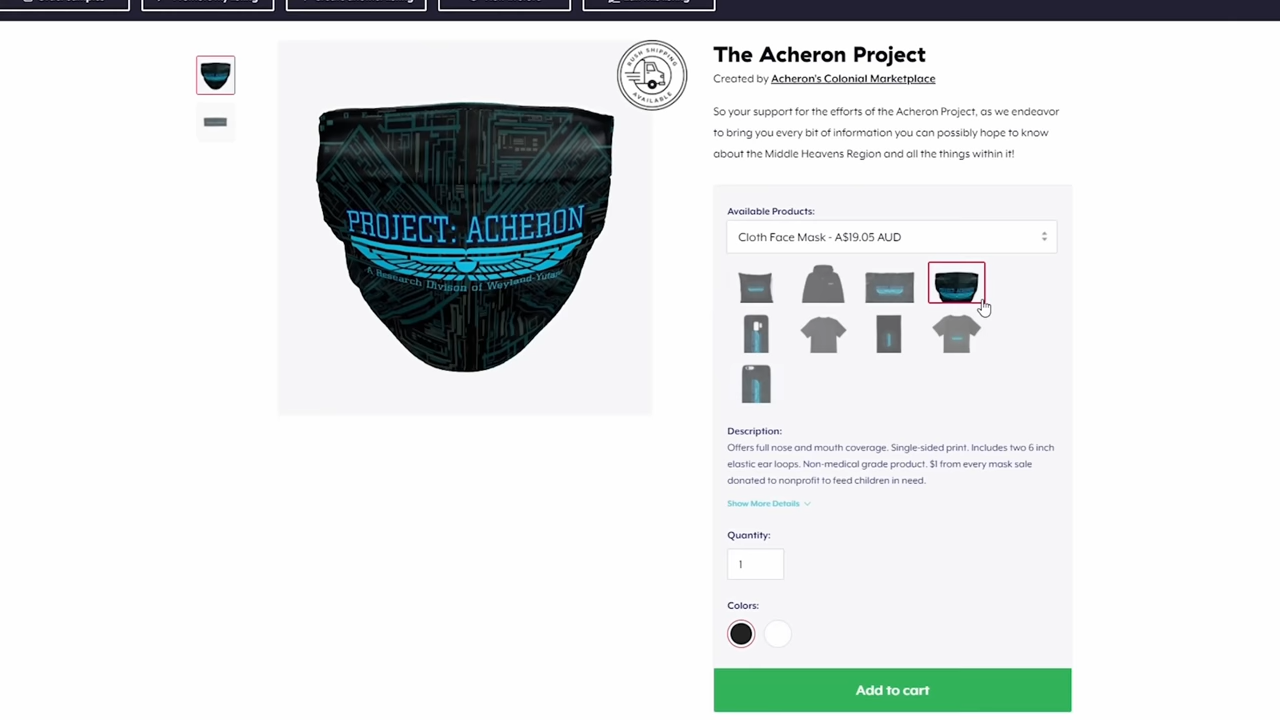 RUSH SHIPPING
AVAILABLE
PROJECT: ACHERON
A Research Divison of Weyland-Yutani
The Acheron Project
Created by Acheron's Colonial Marketplace
So your support for the efforts of the Acheron Project, as we endeavor
to bring you every bit of information you can possibly hope to know
about the Middle Heavens Region and all the things within it!
Available Products:
Cloth Face Mask - A$19.05 AUD
Description:
Offers full nose and mouth coverage. Single-sided print. Includes two 6 inch
elastic ear loops. Non-medical grade product. $1 from every mask sale
donated to nonprofit to feed children in need.
Show More Details
Quantity:
1
Colors:
Add to cart